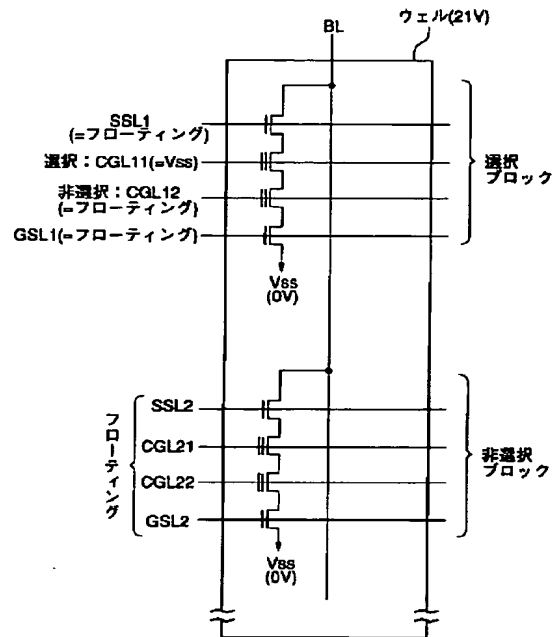 ウェル(21V)
BL
SSL1
(=フローティング)
選択：CGL11(=Vss)
非選択：CGL12
(=フローティング)
GSL1(=フローティング)
選択
ブロック
Vss
(0V)
フローティング
SSL2
CGL21
CGL22
GSL2
非選択
ブロック
Vss
(0V)